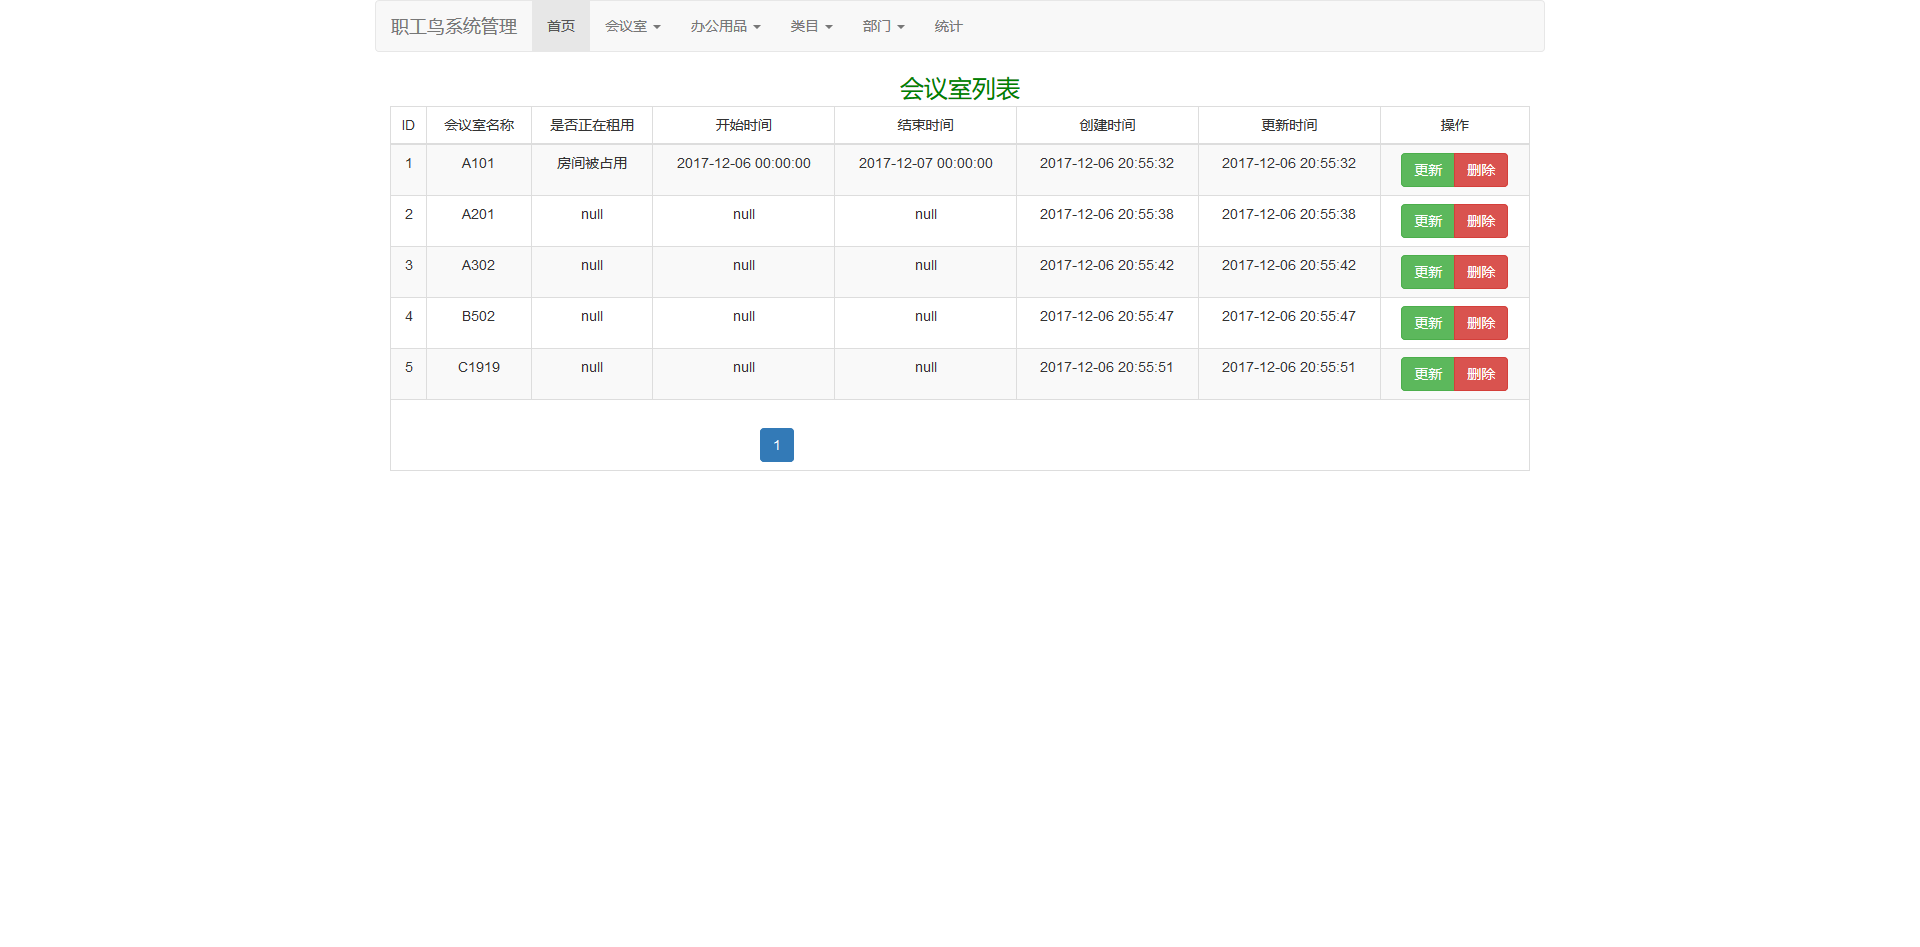 职工鸟系统管理 首页 会议室 办公用品 类目 部门 统计
会议室列表
ID 会议室名称 是否正在租用 开始时间 结束时间 创建时间 更新时间 操作
1 A101 房间被占用 2017-12-06 00:00:00 2017-12-07 00:00:00 2017-12-06 20:55:32 2017-12-06 20:55:32 更新 删除
2 A201 null null null 2017-12-06 20:55:38 2017-12-06 20:55:38 更新 删除
3 A302 null null null 2017-12-06 20:55:42 2017-12-06 20:55:42 更新 删除
4 B502 null null null 2017-12-06 20:55:47 2017-12-06 20:55:47 更新 删除
5 C1919 null null null 2017-12-06 20:55:51 2017-12-06 20:55:51 更新 删除
1